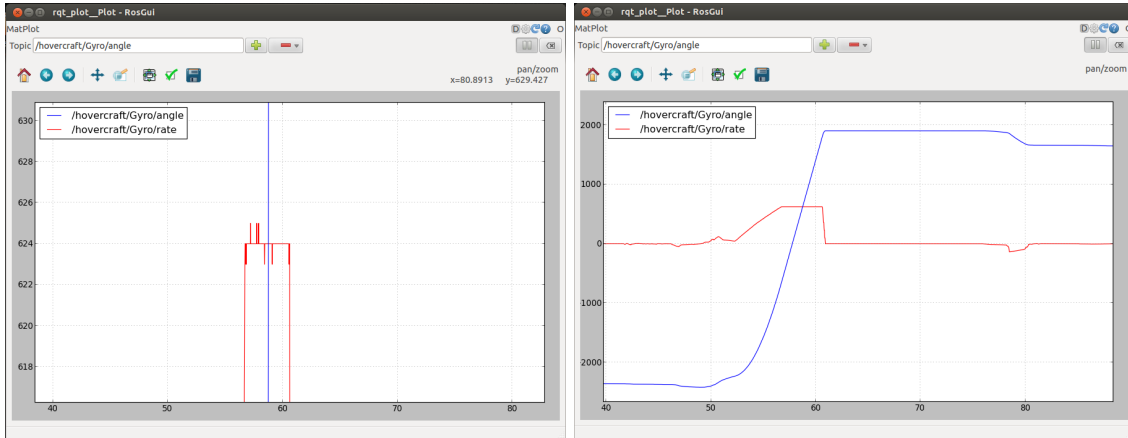 rqt_plot__Plot - RosGui
MatPlot
D C ? O
Topic /hovercraft/Gyro/angle
pan/zoom
x=80.8913 y=629.427
/hovercraft/Gyro/angle
/hovercraft/Gyro/rate
630
628
626
624
622
620
618
40 50 60 70 80
rqt_plot__Plot - RosGui
MatPlot
D C ? O
Topic /hovercraft/Gyro/angle
pan/zoom
/hovercraft/Gyro/angle
/hovercraft/Gyro/rate
2000
1000
0
1000
2000
40 50 60 70 80